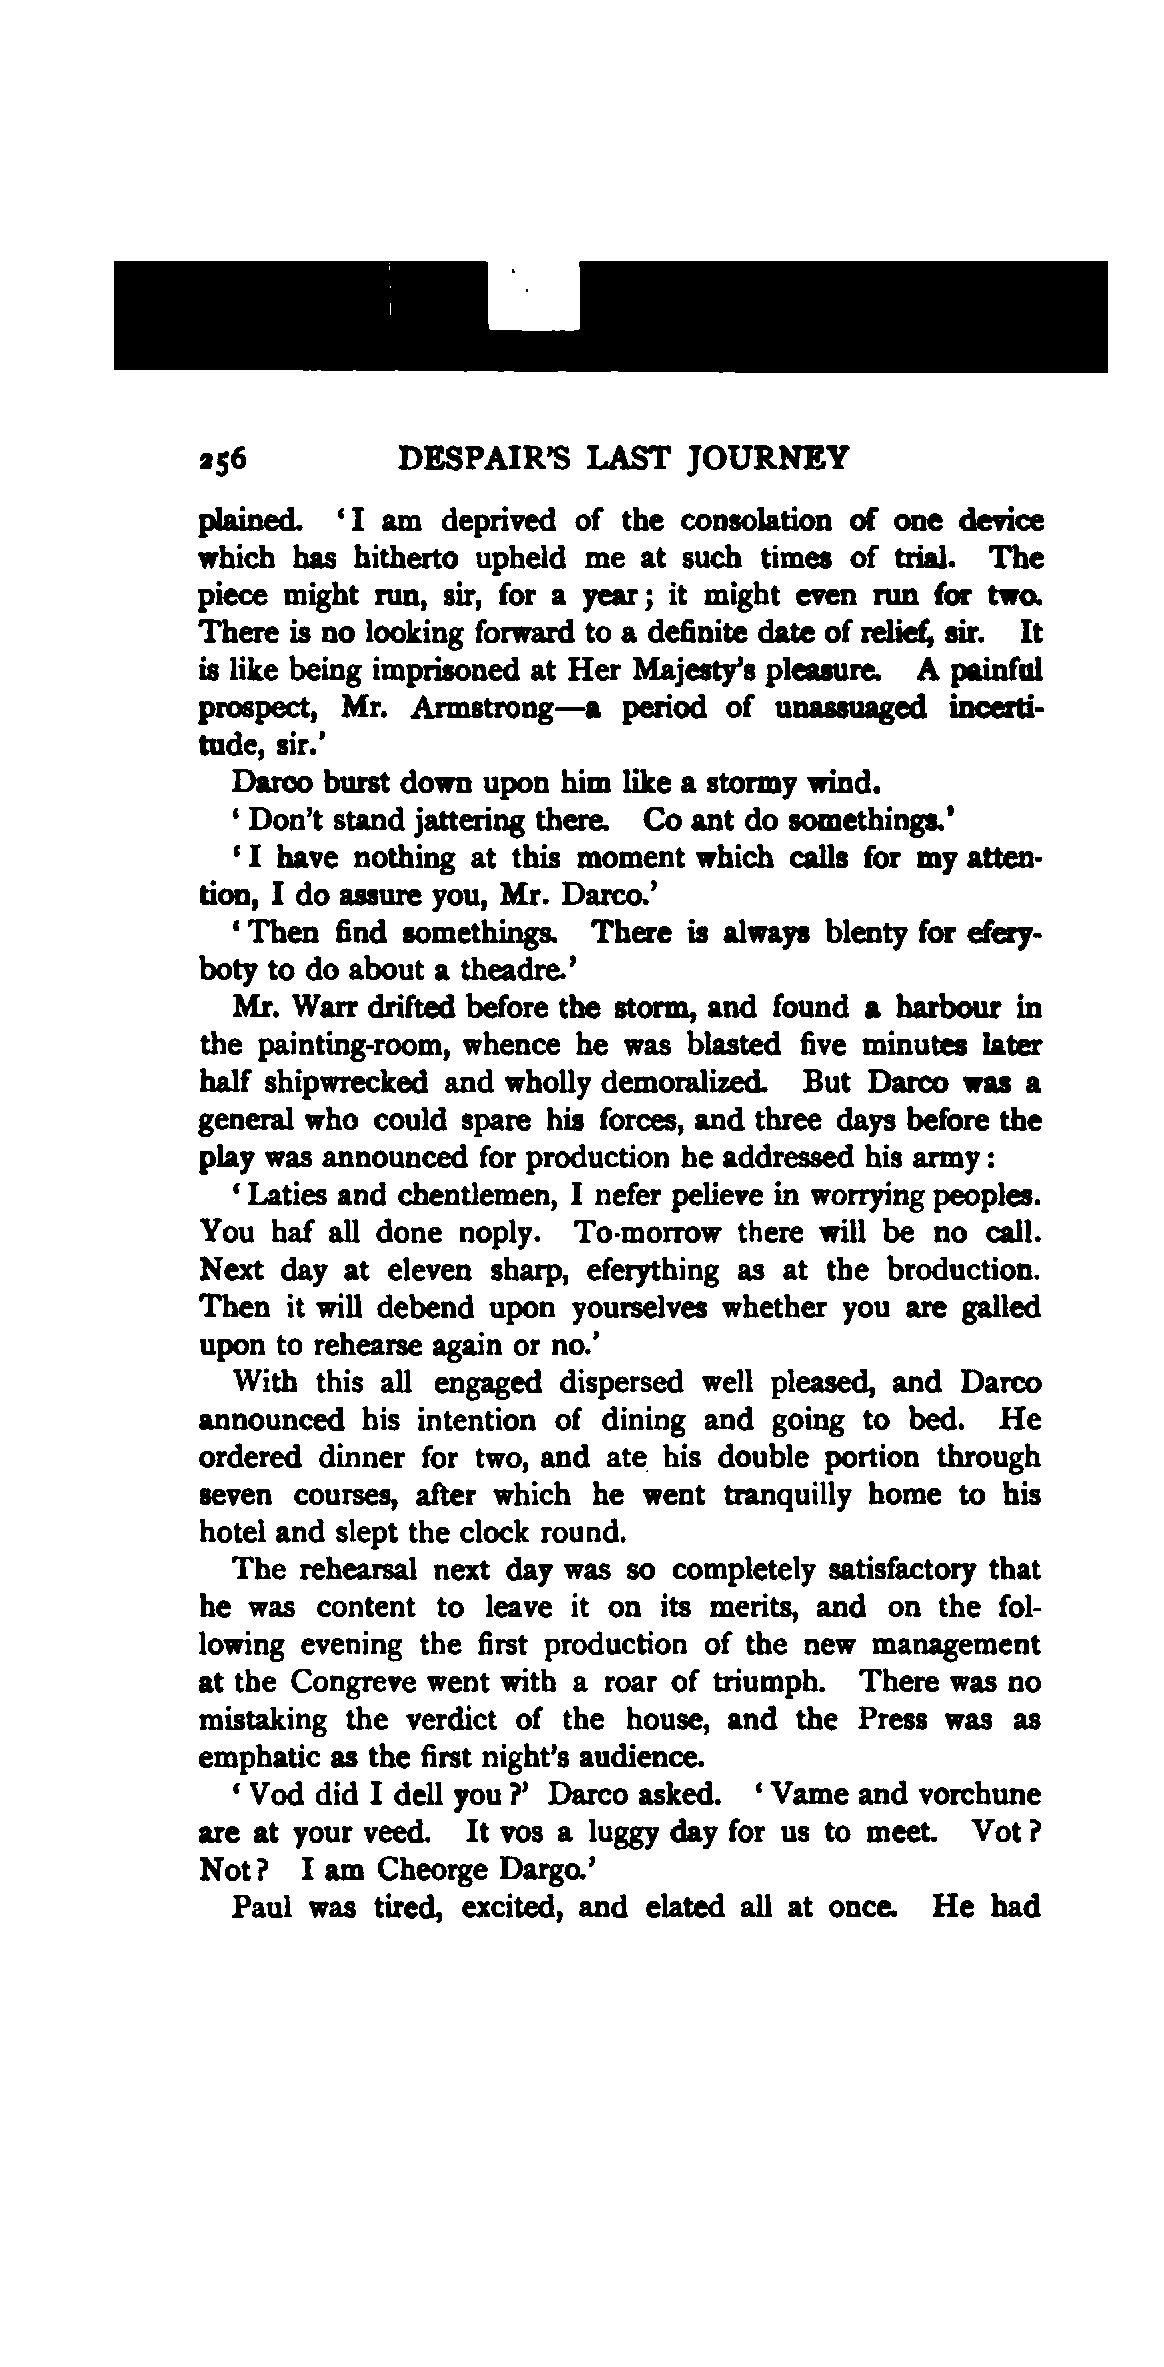 256 DESPAIR'S LAST JOURNEY
plained. ‘I am deprived of the consolation of one device
which has hitherto upheld me at such times of trial. The
piece might run, sir, for a year; it might even run for two.
There is no looking forward to a definite date of relief, sir. It
is like being imprisoned at Her Majesty's pleasure. A painful
prospect, Mr. Armstrong—a period of unassuaged incerti-
tude, sir.’
Darco burst down upon him like a stormy wind.
‘Don't stand jattering there. Co ant do somethings.’
‘I have nothing at this moment which calls for my atten-
tion, I do assure you, Mr. Darco.’
‘Then find somethings. There is always blenty for efery-
boty to do about a theadre.’
Mr. Warr drifted before the storm, and found a harbour in
the painting-room, whence he was blasted five minutes later
half shipwrecked and wholly demoralized. But Darco was a
general who could spare his forces, and three days before the
play was announced for production he addressed his army:
‘Laties and chentlemen, I nefer pelieve in worrying peoples.
You haf all done noply. To-morrow there will be no call.
Next day at eleven sharp, eferything as at the broduction.
Then it will debend upon yourselves whether you are galled
upon to rehearse again or no.’
With this all engaged dispersed well pleased, and Darco
announced his intention of dining and going to bed. He
ordered dinner for two, and ate his double portion through
seven courses, after which he went tranquilly home to his
hotel and slept the clock round.
The rehearsal next day was so completely satisfactory that
he was content to leave it on its merits, and on the fol-
lowing evening the first production of the new management
at the Congreve went with a roar of triumph. There was no
mistaking the verdict of the house, and the Press was as
emphatic as the first night's audience.
‘Vod did I dell you?’ Darco asked. ‘Vame and vorchune
are at your veed. It vos a luggy day for us to meet. Vot?
Not? I am Cheorge Dargo.’
Paul was tired, excited, and elated all at once. He had